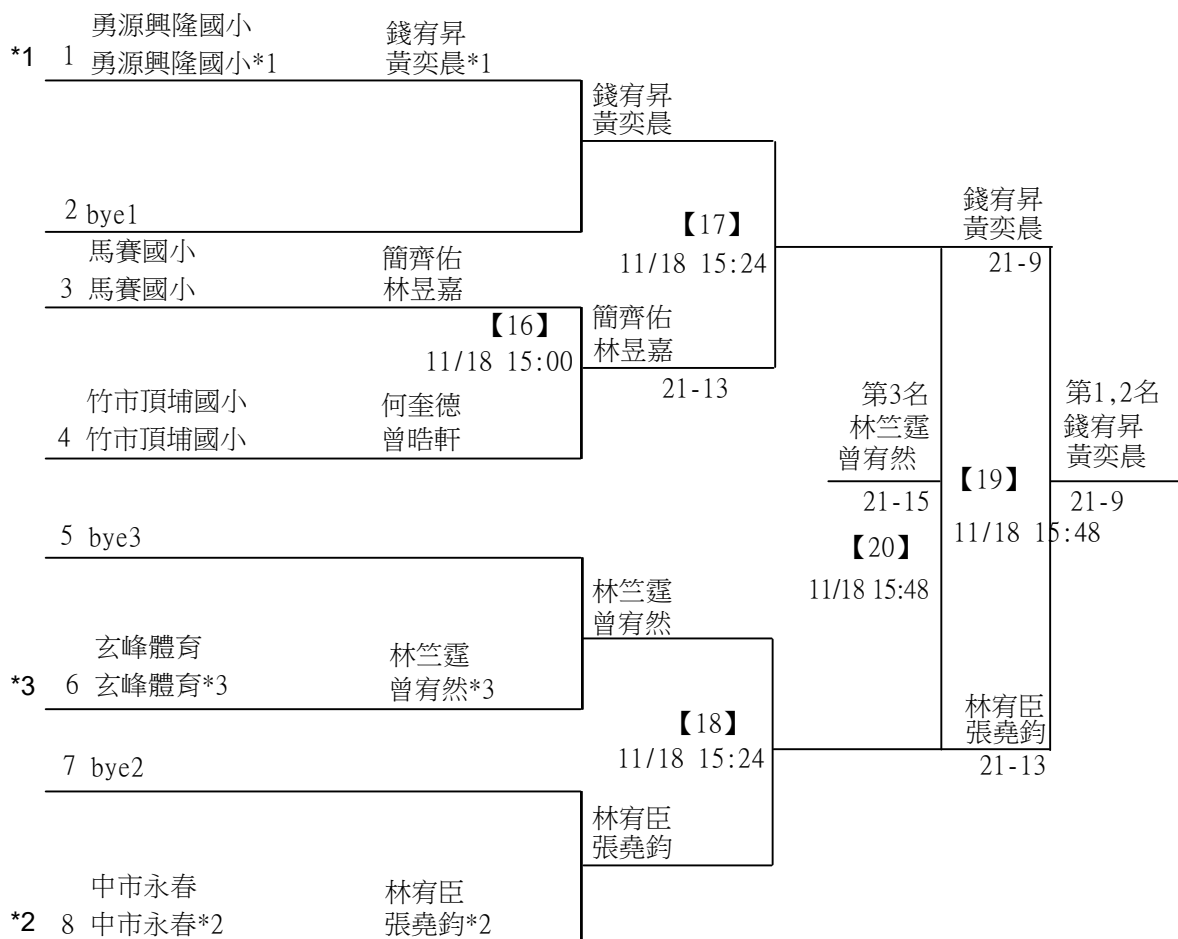 勇源興隆國小
錢宥昇
*1 1 勇源興隆國小*1 黃奕晨*1
錢宥昇
黃奕晨
2 bye1
【17】
11/18 15:24
錢宥昇
黃奕晨
21-9
馬賽國小
簡齊佑
3 馬賽國小 林昱嘉
【16】
11/18 15:00
簡齊佑
林昱嘉
21-13
竹市頂埔國小
何奎德
4 竹市頂埔國小 曾晧軒
第3名
林竺霆
曾宥然
21-15
【20】
11/18 15:48
【19】
11/18 15:48
第1,2名
錢宥昇
黃奕晨
21-9
5 bye3
林竺霆
曾宥然
玄峰體育
林竺霆
*3 6 玄峰體育*3 曾宥然*3
【18】
11/18 15:24
林宥臣
張堯鈞
21-13
7 bye2
林宥臣
張堯鈞
中市永春
林宥臣
*2 8 中市永春*2 張堯鈞*2